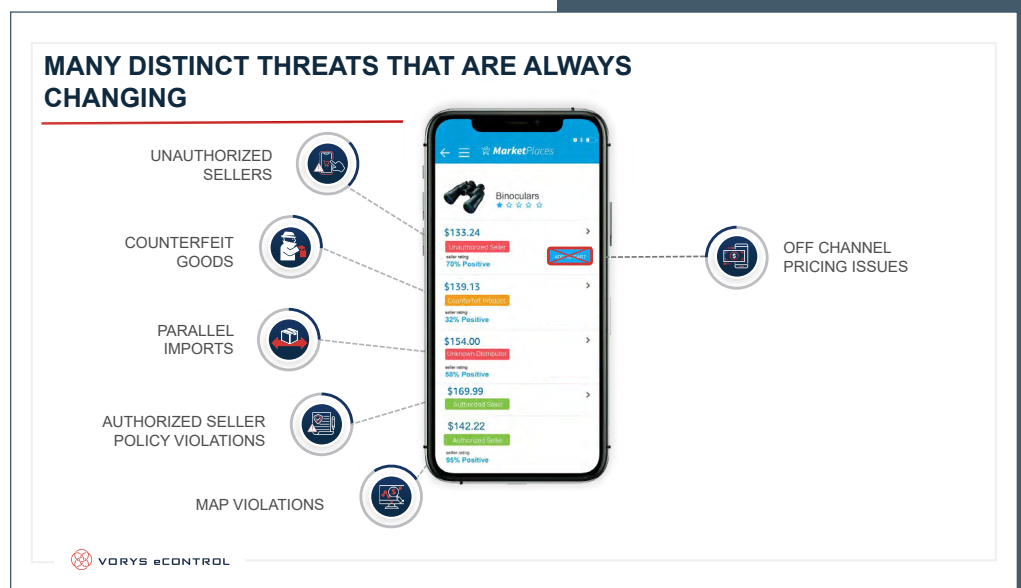 MANY DISTINCT THREATS THAT ARE ALWAYS
CHANGING
UNAUTHORIZED
SELLERS
COUNTERFEIT
GOODS
PARALLEL
IMPORTS
AUTHORIZED SELLER
POLICY VIOLATIONS
MAP VIOLATIONS
MarketPlaces
Binoculars
$133.24
Unauthorized Seller
seller rating
70% Positive
$139.13
Counterfeit Product
seller rating
32% Positive
$154.00
Unknown Distributor
seller rating
58% Positive
$169.99
Authorized Seller
$142.22
Authorized Seller
seller rating
95% Positive
OFF CHANNEL
PRICING ISSUES
VORYS eCONTROL